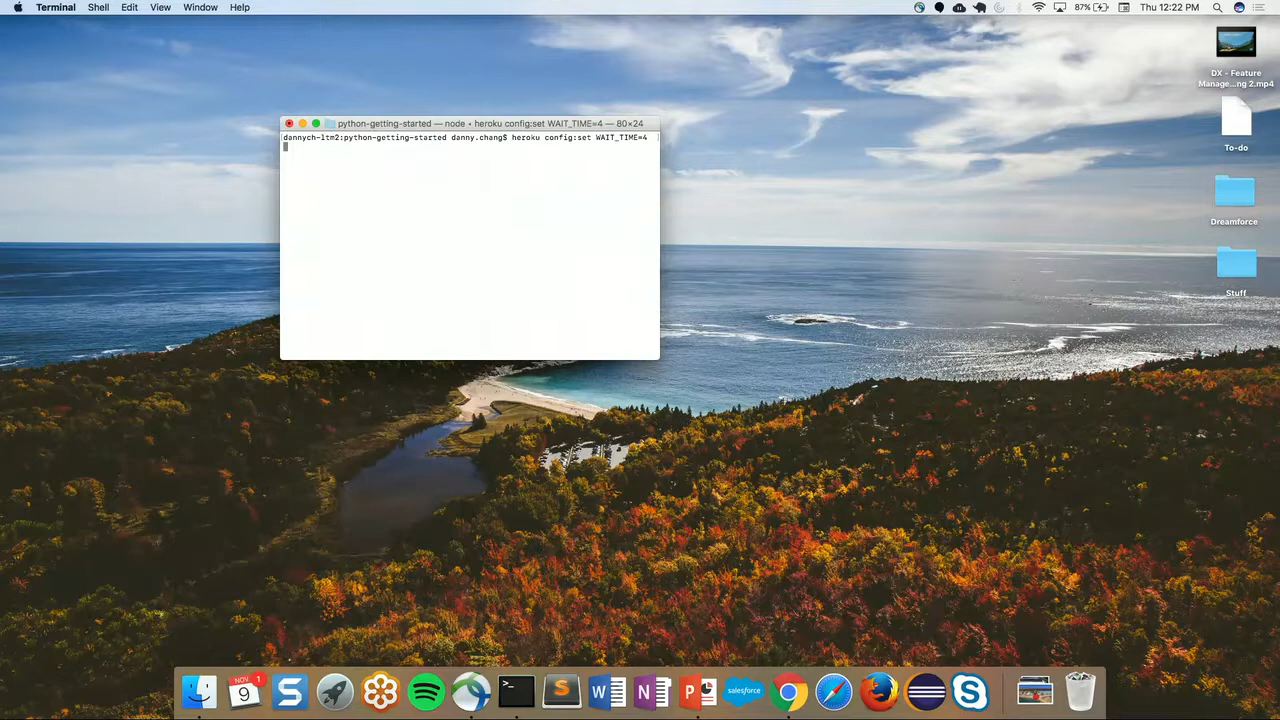 Terminal Shell Edit View Window Help
87% Thu 12:22 PM
DX - Feature
Manage...ng 2.mp4
To-do
Dreamforce
Stuff
python-getting-started — node • heroku config:set WAIT_TIME=4 — 80×24
dannych-ltm2:python-getting-started danny.chang$ heroku config:set WAIT_TIME=4
NOV 1
9
salesforce